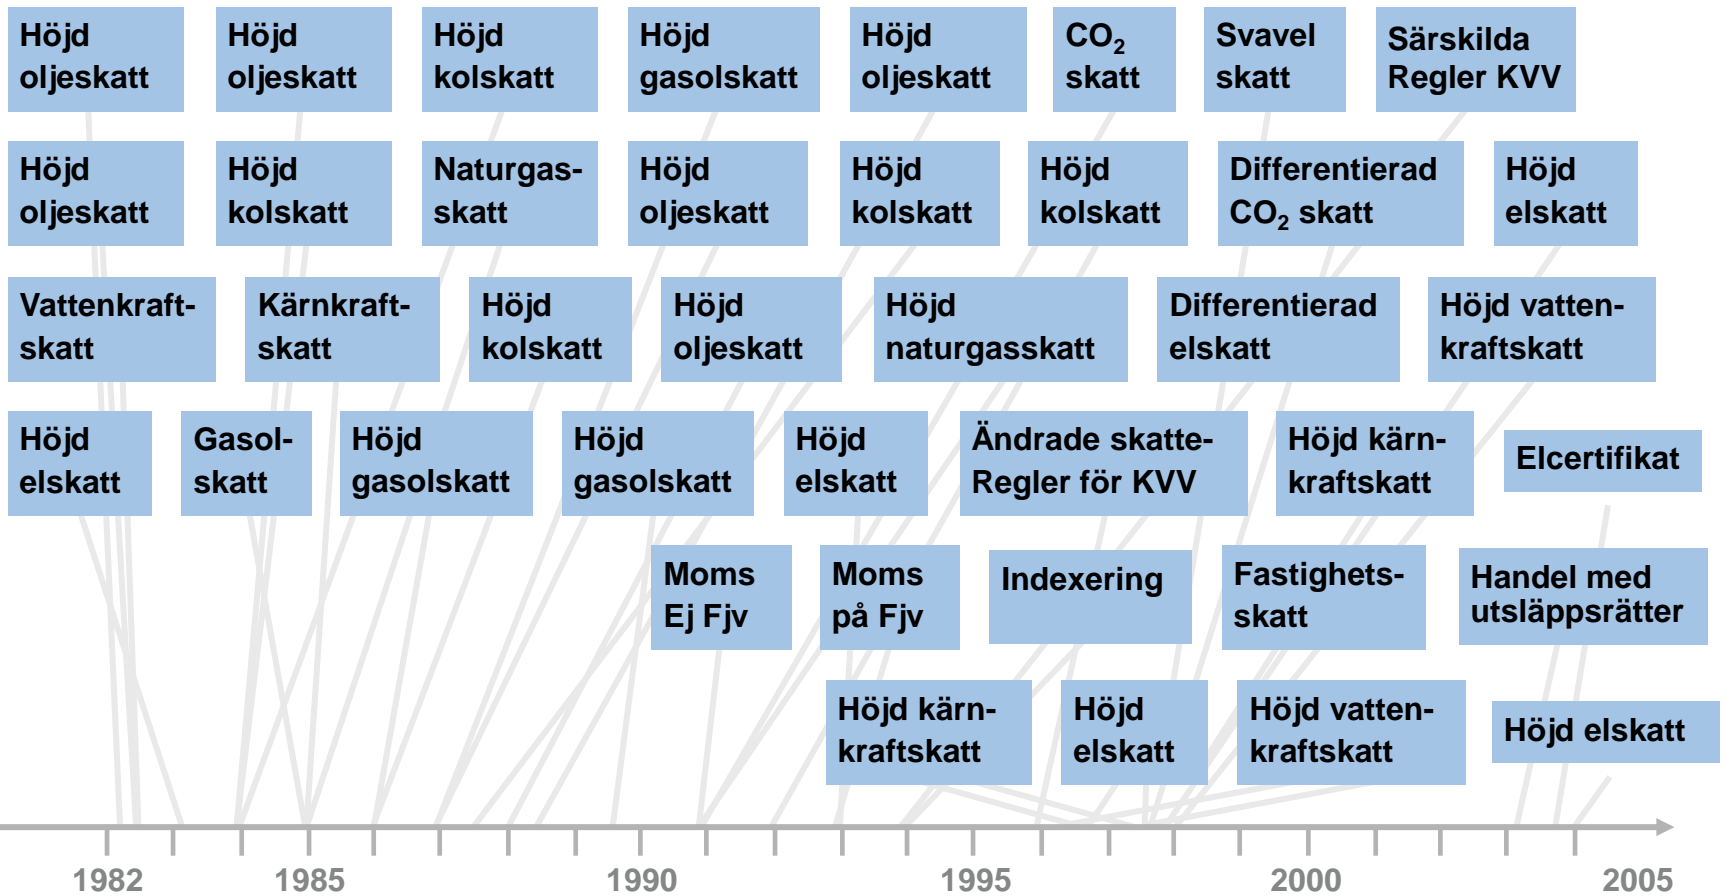 Höjd
oljeskatt
Höjd
oljeskatt
Höjd
kolskatt
Höjd
gasolskatt
Höjd
oljeskatt
CO₂
skatt
Svavel
skatt
Särskilda
Regler KVV
Höjd
oljeskatt
Höjd
kolskatt
Naturgas-
skatt
Höjd
oljeskatt
Höjd
kolskatt
Höjd
kolskatt
Differentierad
CO₂ skatt
Höjd
elskatt
Vattenkraft-
skatt
Kärnkraft-
skatt
Höjd
kolskatt
Höjd
oljeskatt
Höjd
naturgasskatt
Differentierad
elskatt
Höjd vatten-
kraftskatt
Höjd
elskatt
Gasol-
skatt
Höjd
gasolskatt
Höjd
gasolskatt
Höjd
elskatt
Ändrade skatte-
Regler för KVV
Höjd kärn-
kraftskatt
Elcertifikat
Moms
Ej Fjv
Moms
på Fjv
Indexering
Fastighets-
skatt
Handel med
utsläppsrätter
Höjd kärn-
kraftskatt
Höjd
elskatt
Höjd vatten-
kraftskatt
Höjd elskatt
1982 1985 1990 1995 2000 2005